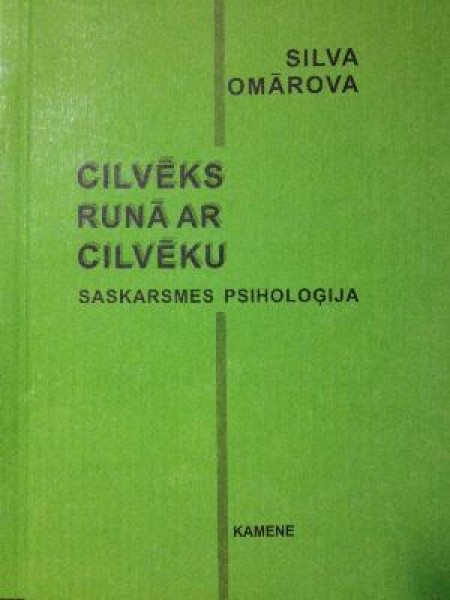 SILVA
OMĀROVA
CILVĒKS
RUNĀ AR
CILVĒKU
SASKARSMES PSIHOLOĢIJA
KAMENE